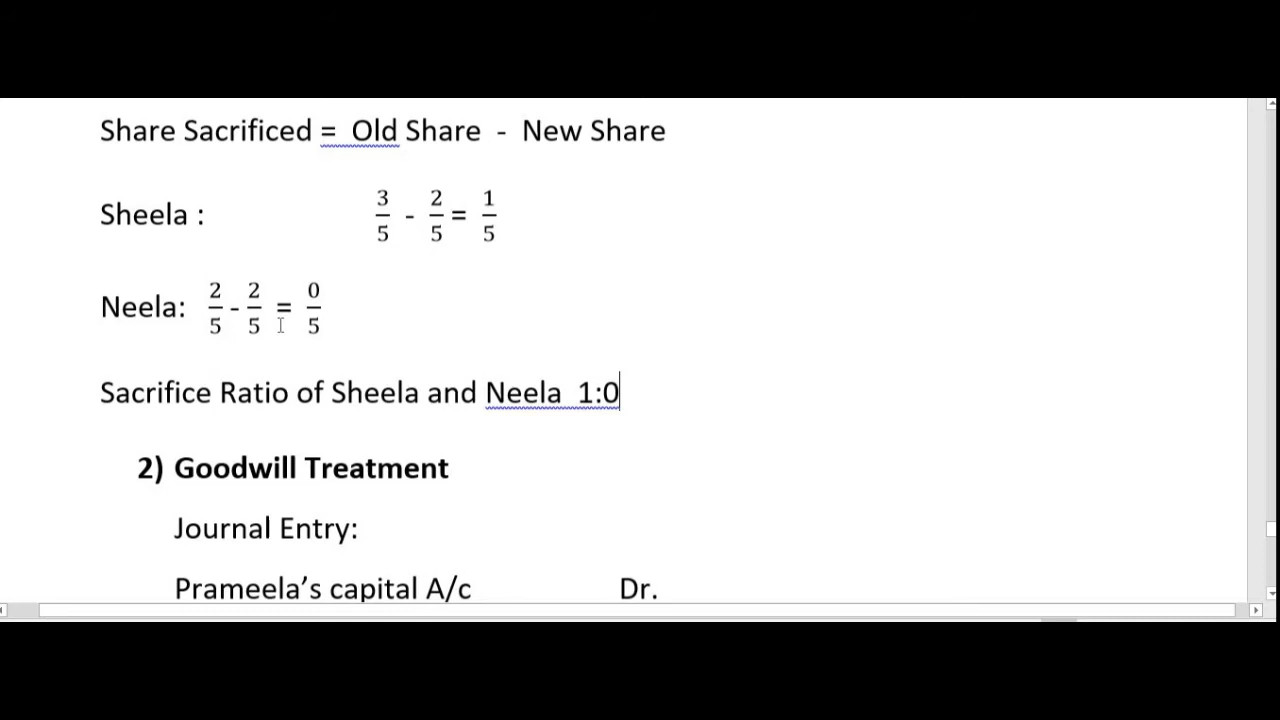 Share Sacrificed = Old Share - New Share
Sheela : 3/5 - 2/5 = 1/5
Neela: 2/5 - 2/5 = 0/5
Sacrifice Ratio of Sheela and Neela 1:0
2) Goodwill Treatment
Journal Entry:
Prameela’s capital A/c Dr.